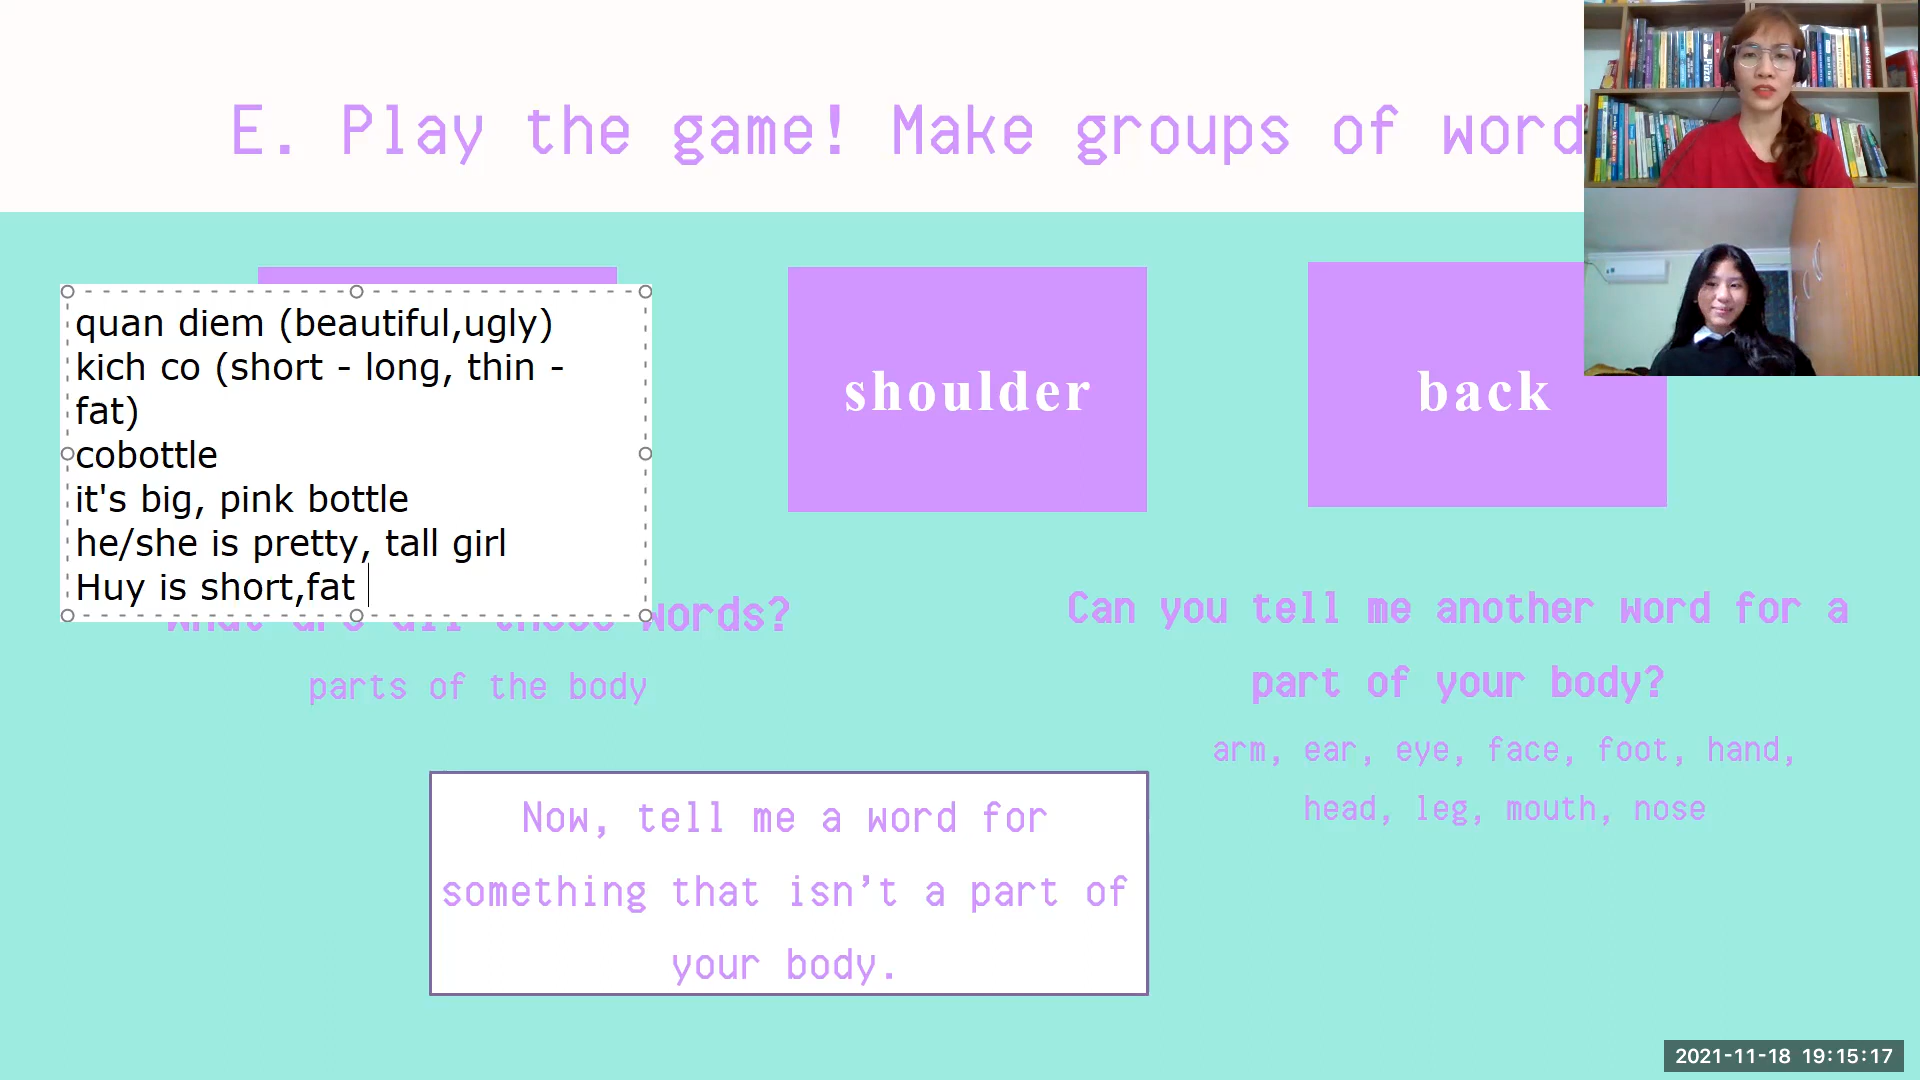 E. Play the game! Make groups of word
quan diem (beautiful,ugly)
kich co (short - long, thin -
fat)
cobottle
it's big, pink bottle
he/she is pretty, tall girl
Huy is short,fat
shoulder
back
What are all these words?
parts of the body
Can you tell me another word for a
part of your body?
arm, ear, eye, face, foot, hand,
head, leg, mouth, nose
Now, tell me a word for
something that isn’t a part of
your body.
2021-11-18 19:15:17